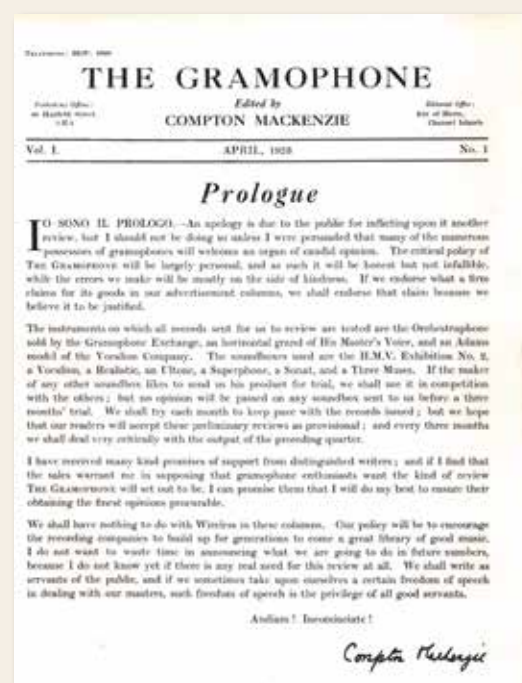 THE GRAMOPHONE
Edited by
COMPTON MACKENZIE
Vol. I. APRIL, 1923 No. 1
Prologue
IO SONO IL PROLOGO.—An apology is due to the public for inflicting upon it another
review, but I should not be doing so unless I were persuaded that many of the numerous
possessors of gramophones will welcome an organ of candid opinion. The critical policy of
THE GRAMOPHONE will be largely personal, and as such it will be honest but not infallible,
while the errors we make will be mostly on the side of kindness. If we endorse what a firm
claims for its goods in our advertisement columns, we shall endorse that claim because we
believe it to be justified.
The instruments on which all records sent for us to review are tested are the Orchestraphone
sold by the Gramophone Exchange, an horizontal grand of His Master's Voice, and an Adams
model of the Vocalion Company. The soundboxes used are the H.M.V. Exhibition No. 2,
a Vocalion, a Realistic, an Ultone, a Superphone, a Sonat, and a Three Muses. If the maker
of any other soundbox likes to send us his product for trial, we shall use it in competition
with the others; but no opinion will be passed on any soundbox sent to us before a three
months' trial. We shall try each month to keep pace with the records issued; but we hope
that our readers will accept these preliminary reviews as provisional; and every three months
we shall deal very critically with the output of the preceding quarter.
I have received many kind promises of support from distinguished writers; and if I find that
the sales warrant me in supposing that gramophone enthusiasts want the kind of review
THE GRAMOPHONE will set out to be, I can promise them that I will do my best to ensure their
obtaining the finest opinions procurable.
We shall have nothing to do with Wireless in these columns. Our policy will be to encourage
the recording companies to build up for generations to come a great library of good music.
I do not want to waste time in announcing what we are going to do in future numbers,
because I do not know yet if there is any real need for this review at all. We shall write as
servants of the public, and if we sometimes take upon ourselves a certain freedom of speech
in dealing with our masters, such freedom of speech is the privilege of all good servants.
Andiam! Incominciate!
Compton Mackenzie